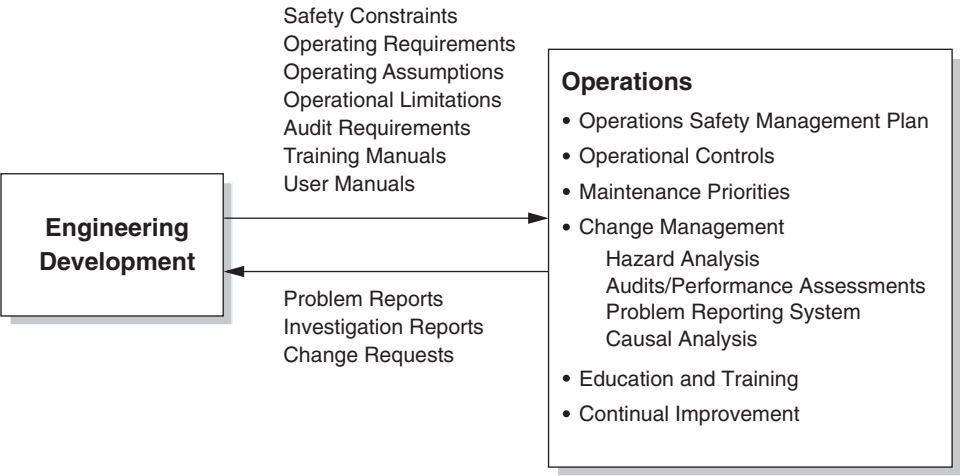 Safety Constraints
Operating Requirements
Operating Assumptions
Operational Limitations
Audit Requirements
Training Manuals
User Manuals
Engineering
Development
Problem Reports
Investigation Reports
Change Requests
Operations
• Operations Safety Management Plan
• Operational Controls
• Maintenance Priorities
• Change Management
Hazard Analysis
Audits/Performance Assessments
Problem Reporting System
Causal Analysis
• Education and Training
• Continual Improvement